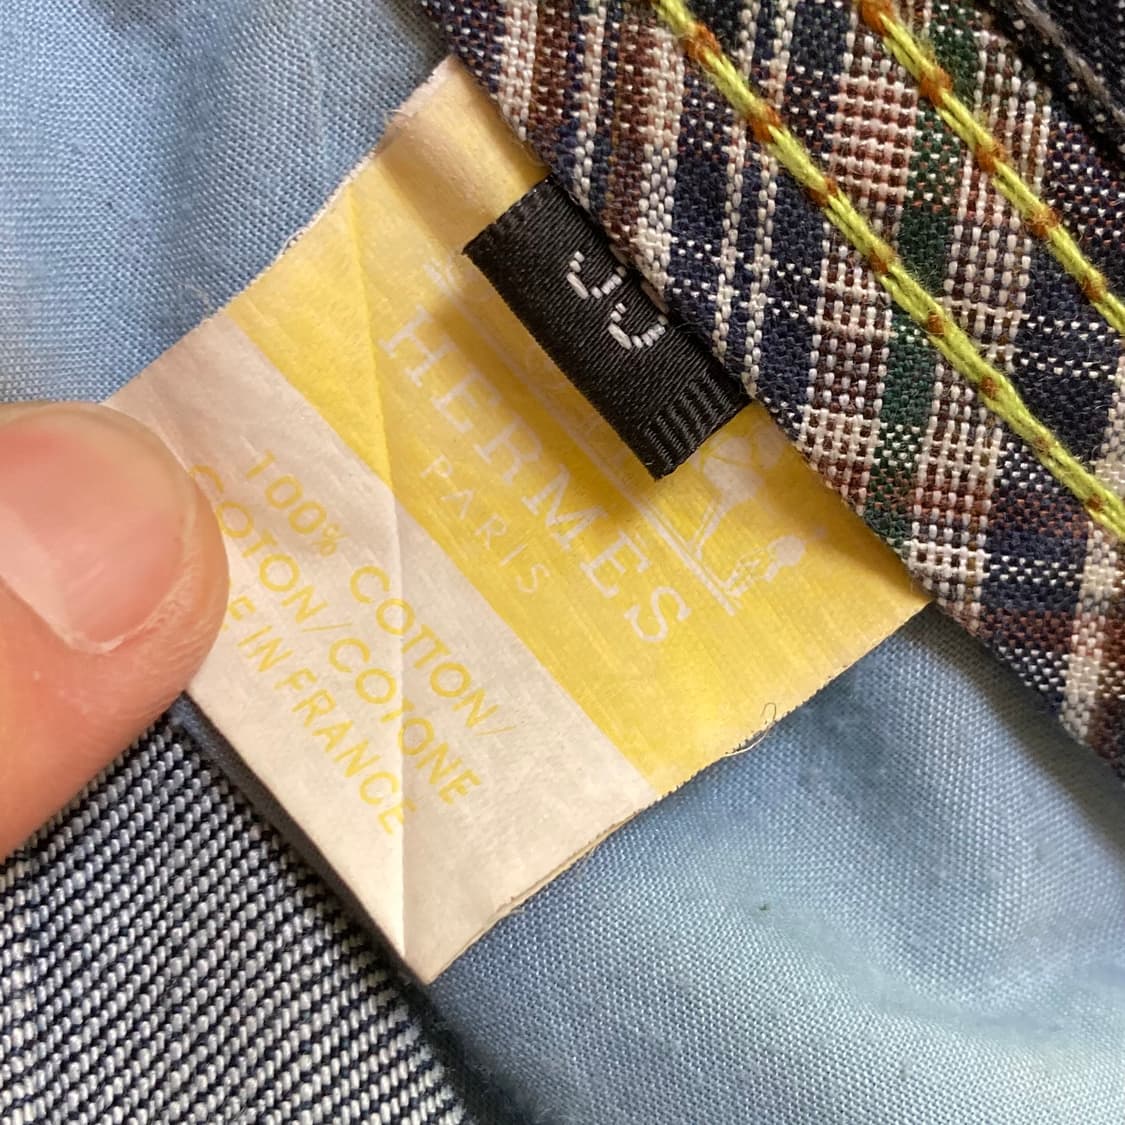 HERMES
PARIS
100% COTTON/
COTON/COTONE
E IN FRANCE